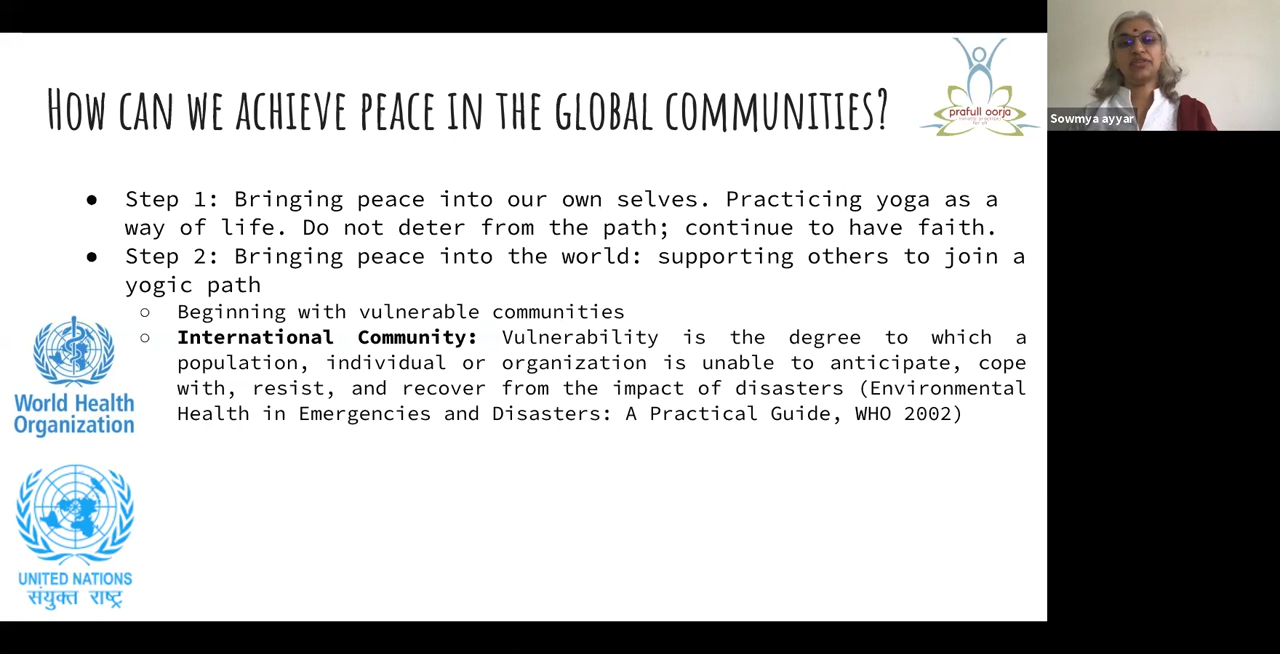 How can we achieve peace in the global communities?
prafull oorja
Sowmya ayyar
● Step 1: Bringing peace into our own selves. Practicing yoga as a
way of life. Do not deter from the path; continue to have faith.
● Step 2: Bringing peace into the world: supporting others to join a
yogic path
○ Beginning with vulnerable communities
○ International Community: Vulnerability is the degree to which a
population, individual or organization is unable to anticipate, cope
with, resist, and recover from the impact of disasters (Environmental
Health in Emergencies and Disasters: A Practical Guide, WHO 2002)
World Health
Organization
UNITED NATIONS
संयुक्त राष्ट्र